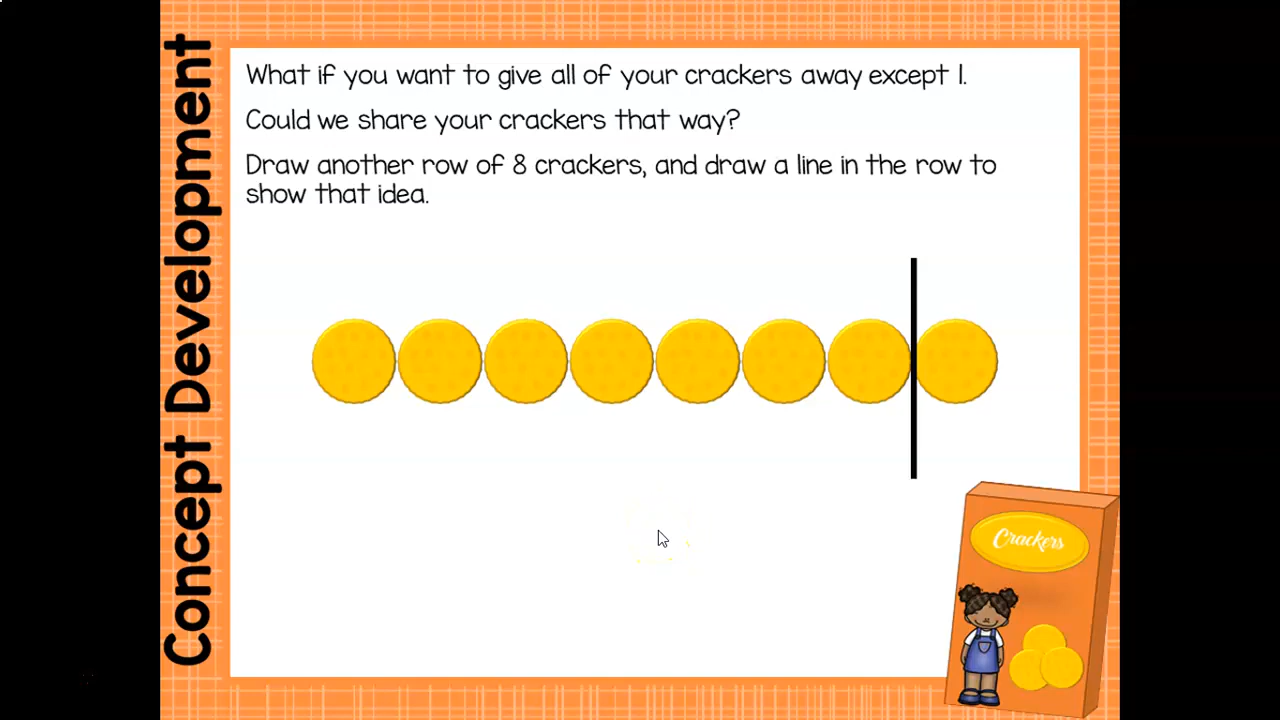 Concept Development
What if you want to give all of your crackers away except 1.
Could we share your crackers that way?
Draw another row of 8 crackers, and draw a line in the row to
show that idea.
Crackers